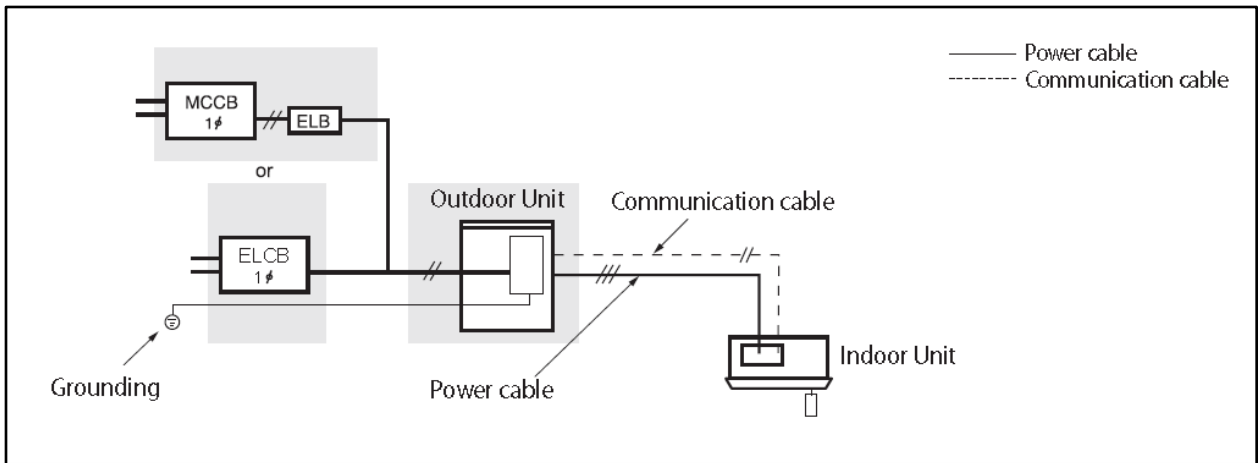 Power cable
Communication cable
MCCB
1ϕ
ELB
or
Outdoor Unit
Communication cable
ELCB
1ϕ
Grounding
Power cable
Indoor Unit